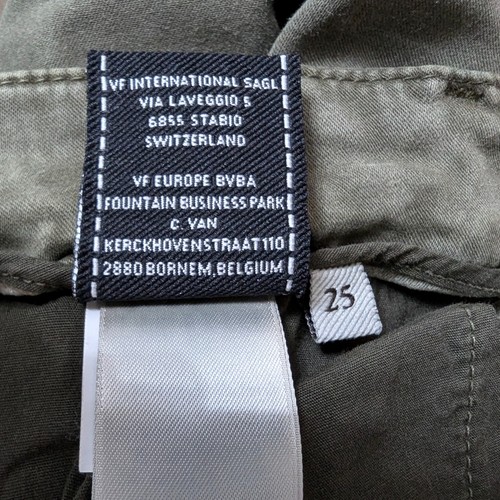 VF INTERNATIONAL SAGL
VIA LAVEGGIO 5
6855 STABIO
SWITZERLAND
VF EUROPE BVBA
FOUNTAIN BUSINESS PARK
C. VAN
KERCKHOVENSTRAAT 110
2880 BORNEM, BELGIUM
25